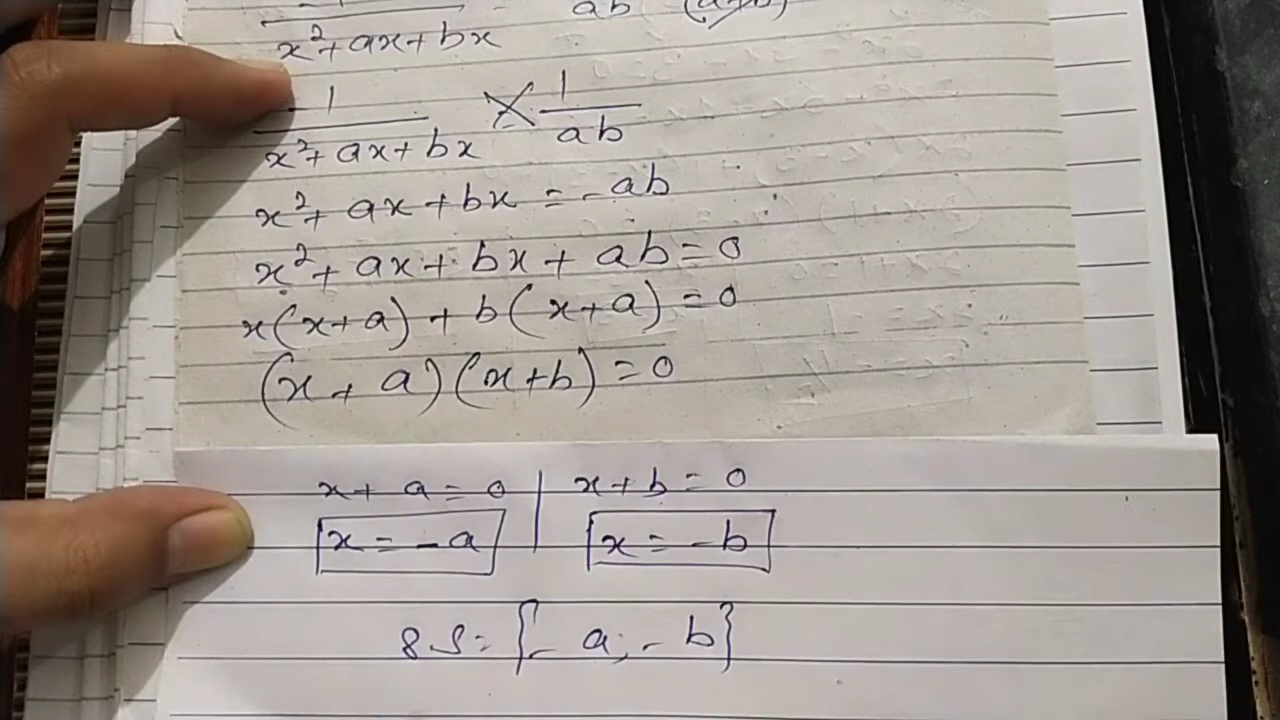 x²+ax+bx ab (a+b)
-1/(x²+ax+bx) 1/ab
x²+ax+bx = -ab
x²+ax+bx+ab=0
x(x+a)+b(x+a)=0
(x+a)(x+b)=0
x+a=0 | x+b=0
x=-a x=-b
S.S={-a,-b}